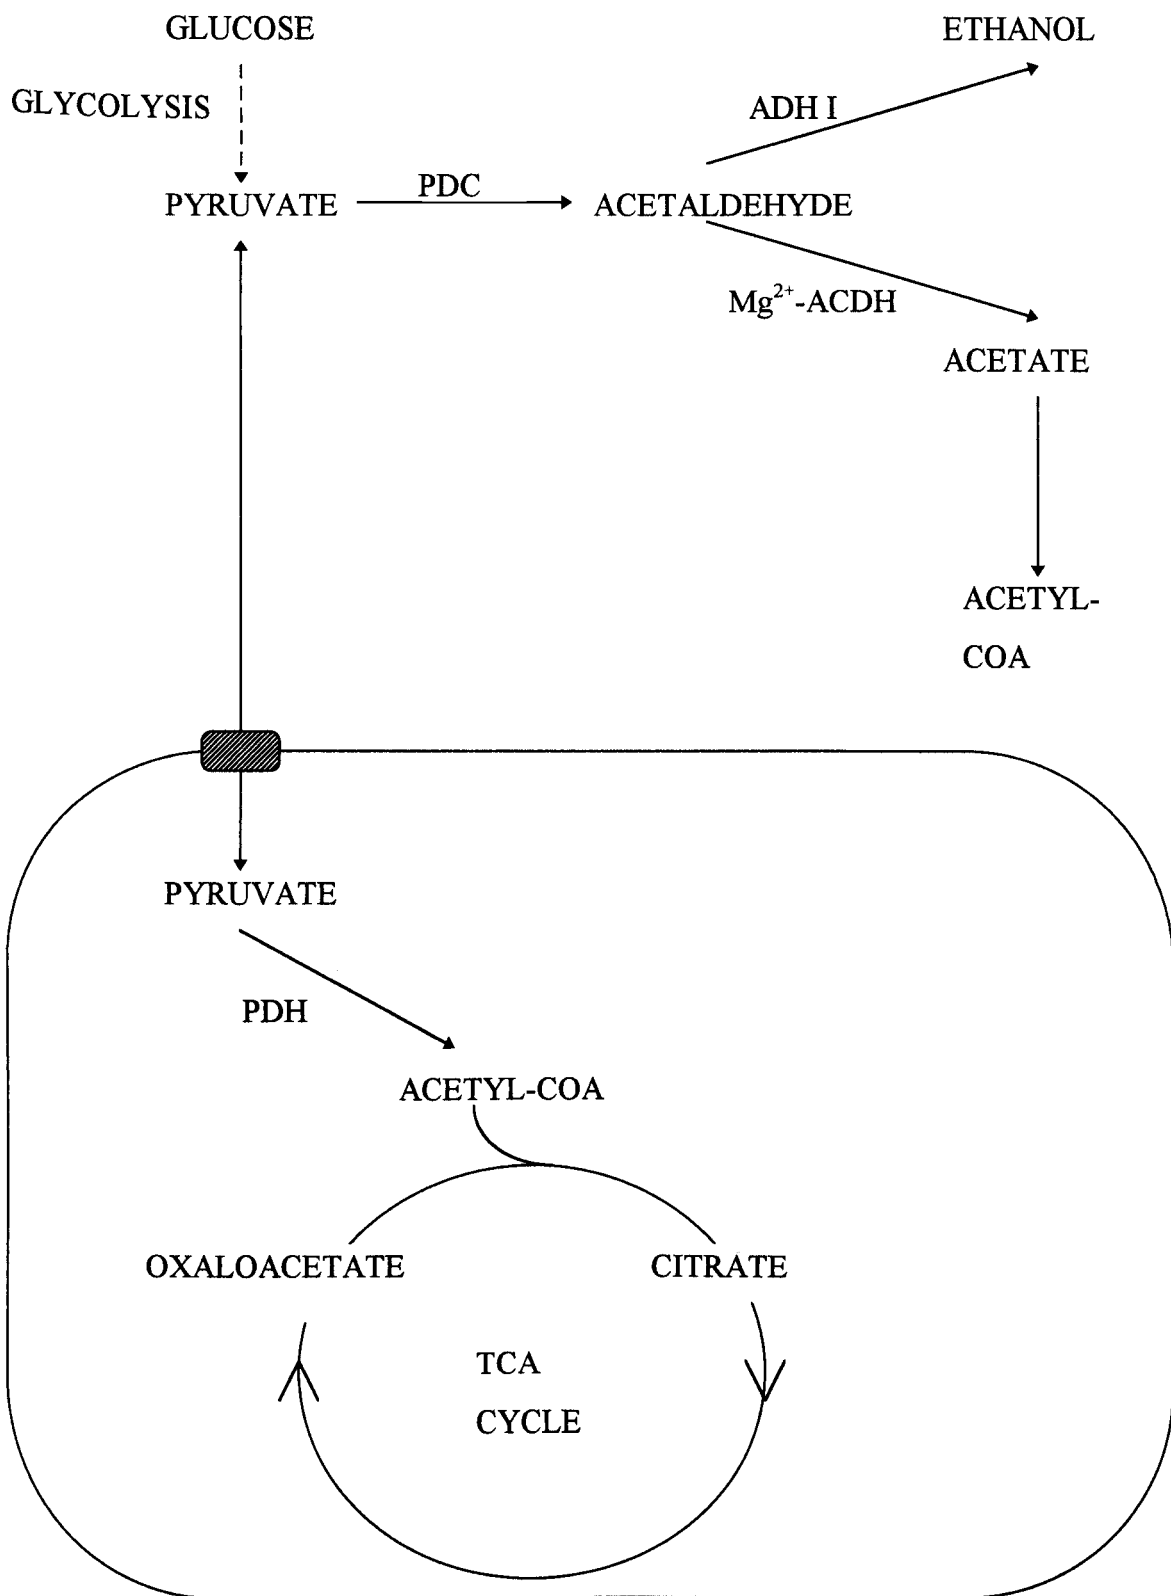 GLUCOSE
ETHANOL
GLYCOLYSIS
ADH I
PYRUVATE
PDC
ACETALDEHYDE
Mg²⁺-ACDH
ACETATE
ACETYL-
COA
PYRUVATE
PDH
ACETYL-COA
OXALOACETATE
CITRATE
TCA
CYCLE